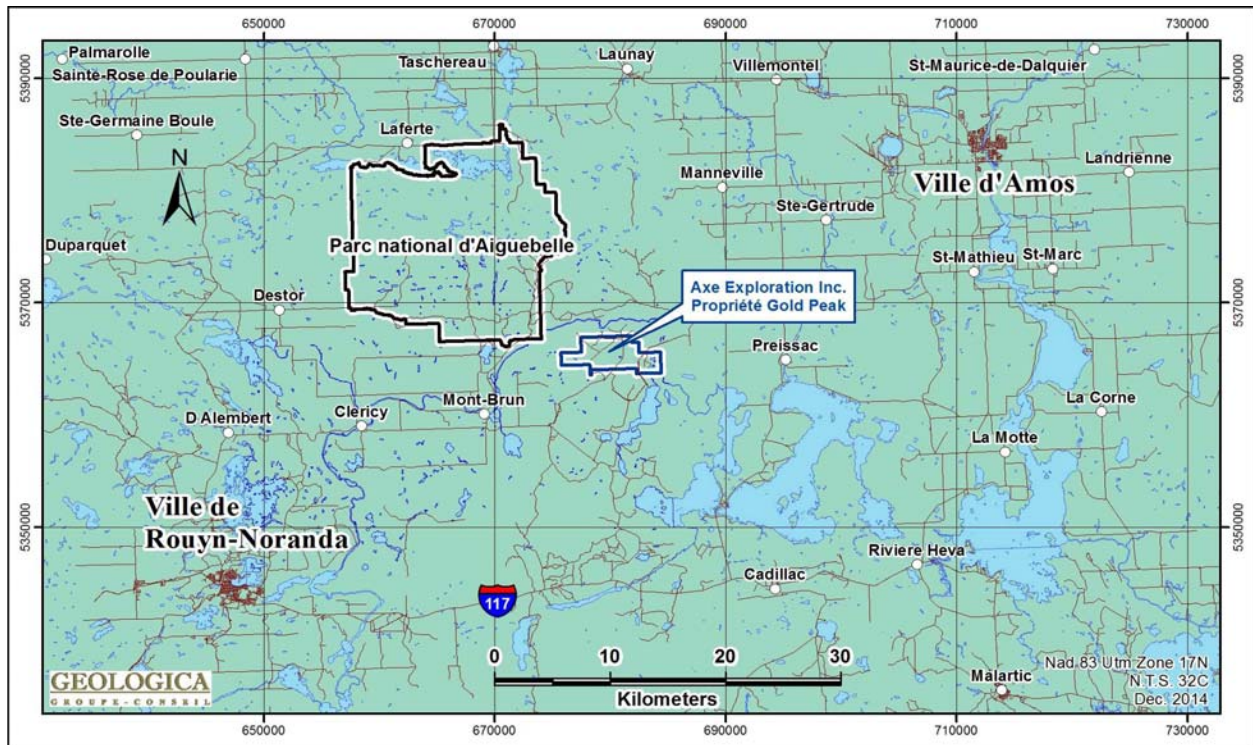 650000
670000
690000
710000
730000
Palmarolle
Sainte-Rose de Poularie
Taschereau
Launay
Villemontel
St-Maurice-de-Dalquier
5390000
5390000
Ste-Germaine Boule
Laferte
N
Manneville
Landrienne
Ville d'Amos
Ste-Gertrude
Duparquet
Parc national d'Aiguebelle
St-Mathieu
St-Marc
Axe Exploration Inc.
Propriété Gold Peak
Destor
5370000
5370000
Preissac
Mont-Brun
Clericy
D Alembert
La Corne
La Motte
Ville de
Rouyn-Noranda
5350000
5350000
Riviere Heva
Cadillac
117
0
10
20
30
Kilometers
Nad 83 Utm Zone 17N
N.T.S. 32C
Dec. 2014
Malartic
GEOLOGICA
GROUPE-CONSEIL
650000
670000
690000
710000
730000